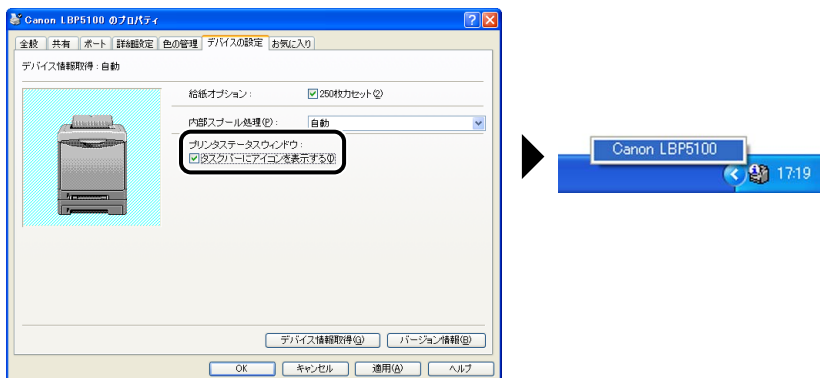 Canon LBP5100 のプロパティ
全般 共有 ポート 詳細設定 色の管理 デバイスの設定 お気に入り
デバイス情報取得：自動
給紙オプション： 250枚カセット(2)
内部スプール処理(P)： 自動
プリンタステータスウィンドウ：
タスクバーにアイコンを表示する(I)
デバイス情報取得(G) バージョン情報(B)
OK キャンセル 適用(A) ヘルプ
Canon LBP5100
17:19